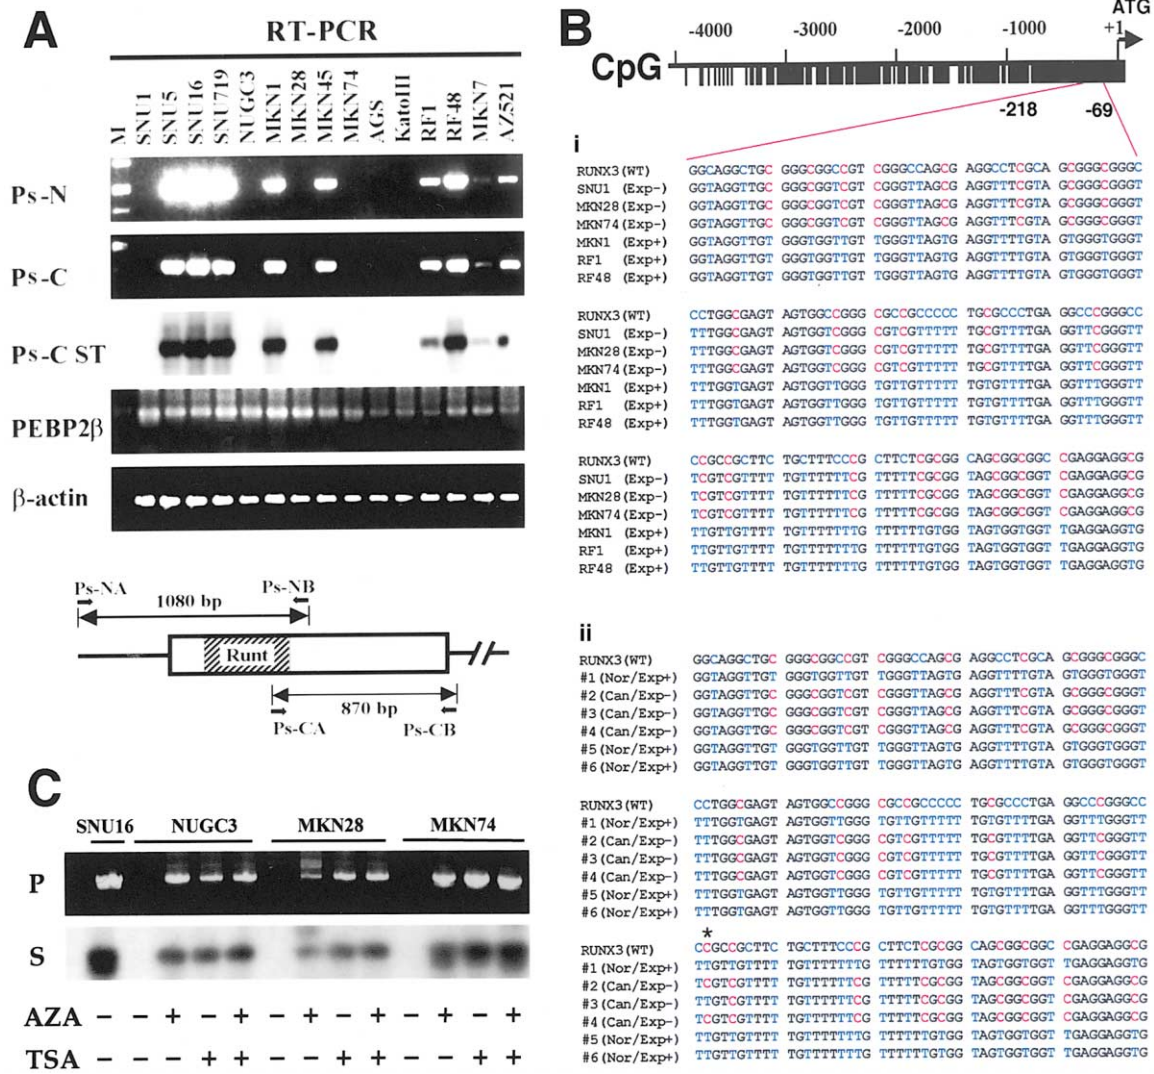 A
RT-PCR
M SNU1 SNU5 SNU16 SNU719 NUGC3 MKN1 MKN28 MKN45 MKN74 AGS KatoIII RF1 RF48 MKN7 AZ521
Ps-N
Ps-C
Ps-C ST
PEBP2β
β-actin
Ps-NA 1080 bp Ps-NB
Runt
870 bp
Ps-CA Ps-CB
C
SNU16 NUGC3 MKN28 MKN74
P
S
AZA − − + − + − + − + − + − +
TSA − − − + + − − + + − − + +
B
ATG
-4000 -3000 -2000 -1000 +1
CpG
-218 -69
i
RUNX3(WT) GGCAGGCTGC GGGCGGCCGT CGGGCCAGCG AGGCCTCGCA GCGGGCGGGC
SNU1 (Exp-) GGTAGGTTGC GGGCGGTCGT CGGGTTAGCG AGGTTTCGTA GCGGGCGGGT
MKN28(Exp-) GGTAGGTTGC GGGCGGTCGT CGGGTTAGCG AGGTTTCGTA GCGGGCGGGT
MKN74(Exp-) GGTAGGTTGC GGGCGGTCGT CGGGTTAGCG AGGTTTCGTA GCGGGCGGGT
MKN1 (Exp+) GGTAGGTTGT GGGTGGTTGT TGGGTTAGTG AGGTTTTGTA GTGGGTGGGT
RF1 (Exp+) GGTAGGTTGT GGGTGGTTGT TGGGTTAGTG AGGTTTTGTA GTGGGTGGGT
RF48 (Exp+) GGTAGGTTGT GGGTGGTTGT TGGGTTAGTG AGGTTTTGTA GTGGGTGGGT
RUNX3(WT) CCTGGCGAGT AGTGGCCGGG CGCCGCCCCC TGCGCCCTGA GGCCCGGGCC
SNU1 (Exp-) TTTGGCGAGT AGTGGTCGGG CGTCGTTTTT TGCGTTTTGA GGTTCGGGTT
MKN28(Exp-) TTTGGCGAGT AGTGGTCGGG CGTCGTTTTT TGCGTTTTGA GGTTCGGGTT
MKN74(Exp-) TTTGGCGAGT AGTGGTCGGG CGTCGTTTTT TGCGTTTTGA GGTTCGGGTT
MKN1 (Exp+) TTTGGTGAGT AGTGGTTGGG TGTTGTTTTT TGTGTTTTGA GGTTTGGGTT
RF1 (Exp+) TTTGGTGAGT AGTGGTTGGG TGTTGTTTTT TGTGTTTTGA GGTTTGGGTT
RF48 (Exp+) TTTGGTGAGT AGTGGTTGGG TGTTGTTTTT TGTGTTTTGA GGTTTGGGTT
RUNX3(WT) CCGCCGCTTC TGCTTTCCCG CTTCTCGCGG CAGCGGCGGC CGAGGAGGCG
SNU1 (Exp-) TCGTCGTTTT TGTTTTTTCG TTTTTTCGCGG TAGCGGCGGT CGAGGAGGCG
MKN28(Exp-) TCGTCGTTTT TGTTTTTTCG TTTTTTCGCGG TAGCGGCGGT CGAGGAGGCG
MKN74(Exp-) TCGTCGTTTT TGTTTTTTCG TTTTTTCGCGG TAGCGGCGGT CGAGGAGGCG
MKN1 (Exp+) TTGTTGTTTT TGTTTTTTTG TTTTTTGTGG TAGTGGTGGT TGAGGAGGTG
RF1 (Exp+) TTGTTGTTTT TGTTTTTTTG TTTTTTGTGG TAGTGGTGGT TGAGGAGGTG
RF48 (Exp+) TTGTTGTTTT TGTTTTTTTG TTTTTTGTGG TAGTGGTGGT TGAGGAGGTG
ii
RUNX3(WT) GGCAGGCTGC GGGCGGCCGT CGGGCCAGCG AGGCCTCGCA GCGGGCGGGC
#1(Nor/Exp+) GGTAGGTTGT GGGTGGTTGT TGGGTTAGTG AGGTTTTGTA GTGGGTGGGT
#2(Can/Exp-) GGTAGGTTGC GGGCGGTCGT CGGGTTAGCG AGGTTTCGTA GCGGGCGGGT
#3(Can/Exp-) GGTAGGTTGC GGGCGGTCGT CGGGTTAGCG AGGTTTCGTA GCGGGCGGGT
#4(Can/Exp-) GGTAGGTTGC GGGCGGTCGT CGGGTTAGCG AGGTTTCGTA GCGGGCGGGT
#5(Nor/Exp+) GGTAGGTTGT GGGTGGTTGT TGGGTTAGTG AGGTTTTGTA GTGGGTGGGT
#6(Nor/Exp+) GGTAGGTTGT GGGTGGTTGT TGGGTTAGTG AGGTTTTGTA GTGGGTGGGT
RUNX3(WT) CCTGGCGAGT AGTGGCCGGG CGCCGCCCCC TGCGCCCTGA GGCCCGGGCC
#1(Nor/Exp+) TTTGGTGAGT AGTGGTTGGG TGTTGTTTTT TGTGTTTTGA GGTTTGGGTT
#2(Can/Exp-) TTTGGCGAGT AGTGGTCGGG CGTCGTTTTT TGCGTTTTGA GGTTCGGGTT
#3(Can/Exp-) TTTGGCGAGT AGTGGTCGGG CGTCGTTTTT TGCGTTTTGA GGTTCGGGTT
#4(Can/Exp-) TTTGGCGAGT AGTGGTCGGG CGTCGTTTTT TGCGTTTTGA GGTTCGGGTT
#5(Nor/Exp+) TTTGGTGAGT AGTGGTTGGG TGTTGTTTTT TGTGTTTTGA GGTTTGGGTT
#6(Nor/Exp+) TTTGGTGAGT AGTGGTTGGG TGTTGTTTTT TGTGTTTTGA GGTTTGGGTT
*
RUNX3(WT) CCGCCGCTTC TGCTTTCCCG CTTCTCGCGG CAGCGGCGGC CGAGGAGGCG
#1(Nor/Exp+) TTGTTGTTTT TGTTTTTTTG TTTTTTGTGG TAGTGGTGGT TGAGGAGGTG
#2(Can/Exp-) TCGTCGTTTT TGTTTTTTCG TTTTTTCGCGG TAGCGGCGGT CGAGGAGGCG
#3(Can/Exp-) TTGTCGTTTT TGTTTTTTCG TTTTTTCGCGG TAGCGGCGGT CGAGGAGGCG
#4(Can/Exp-) TCGTCGTTTT TGTTTTTTCG TTTTTTCGCGG TAGCGGCGGT CGAGGAGGCG
#5(Nor/Exp+) TTGTTGTTTT TGTTTTTTTG TTTTTTGTGG TAGTGGTGGT TGAGGAGGTG
#6(Nor/Exp+) TTGTTGTTTT TGTTTTTTTG TTTTTTGTGG TAGTGGTGGT TGAGGAGGTG